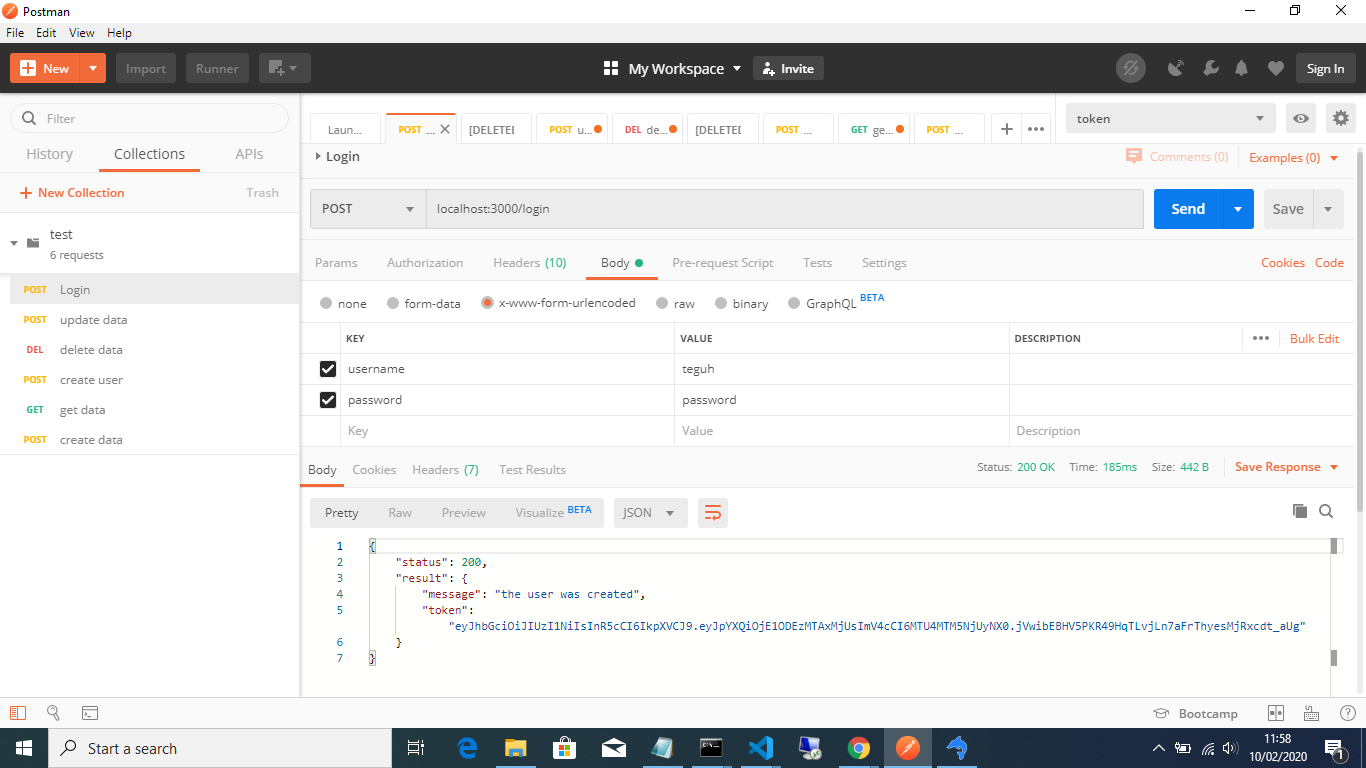 Postman
File Edit View Help
New Import Runner My Workspace Invite Sign In
Filter
History Collections APIs
New Collection Trash
test
6 requests
POST Login
POST update data
DEL delete data
POST create user
GET get data
POST create data
Laun... POST ... [DELETED POST u... DEL de... [DELETED POST ... GET ge... POST ...
token
Login Comments (0) Examples (0)
POST localhost:3000/login Send Save
Params Authorization Headers (10) Body Pre-request Script Tests Settings Cookies Code
none form-data x-www-form-urlencoded raw binary GraphQL BETA
KEY VALUE DESCRIPTION Bulk Edit
username teguh
password password
Key Value Description
Body Cookies Headers (7) Test Results Status: 200 OK Time: 185ms Size: 442 B Save Response
Pretty Raw Preview Visualize BETA JSON
1 {
2 "status": 200,
3 "result": {
4 "message": "the user was created",
5 "token":
"eyJhbGciOiJIUzI1NiIsInR5cCI6IkpXVCJ9.eyJpYXQiOjE1ODEzMTAxMjUsImV4cCI6MTU4MTM5NjUyNX0.jVwibEBHV5PKR49HqTLvjLn7aFrThyesMjRxcdt_aUg"
6 }
7 }
Bootcamp
Start a search
11:58
10/02/2020
1